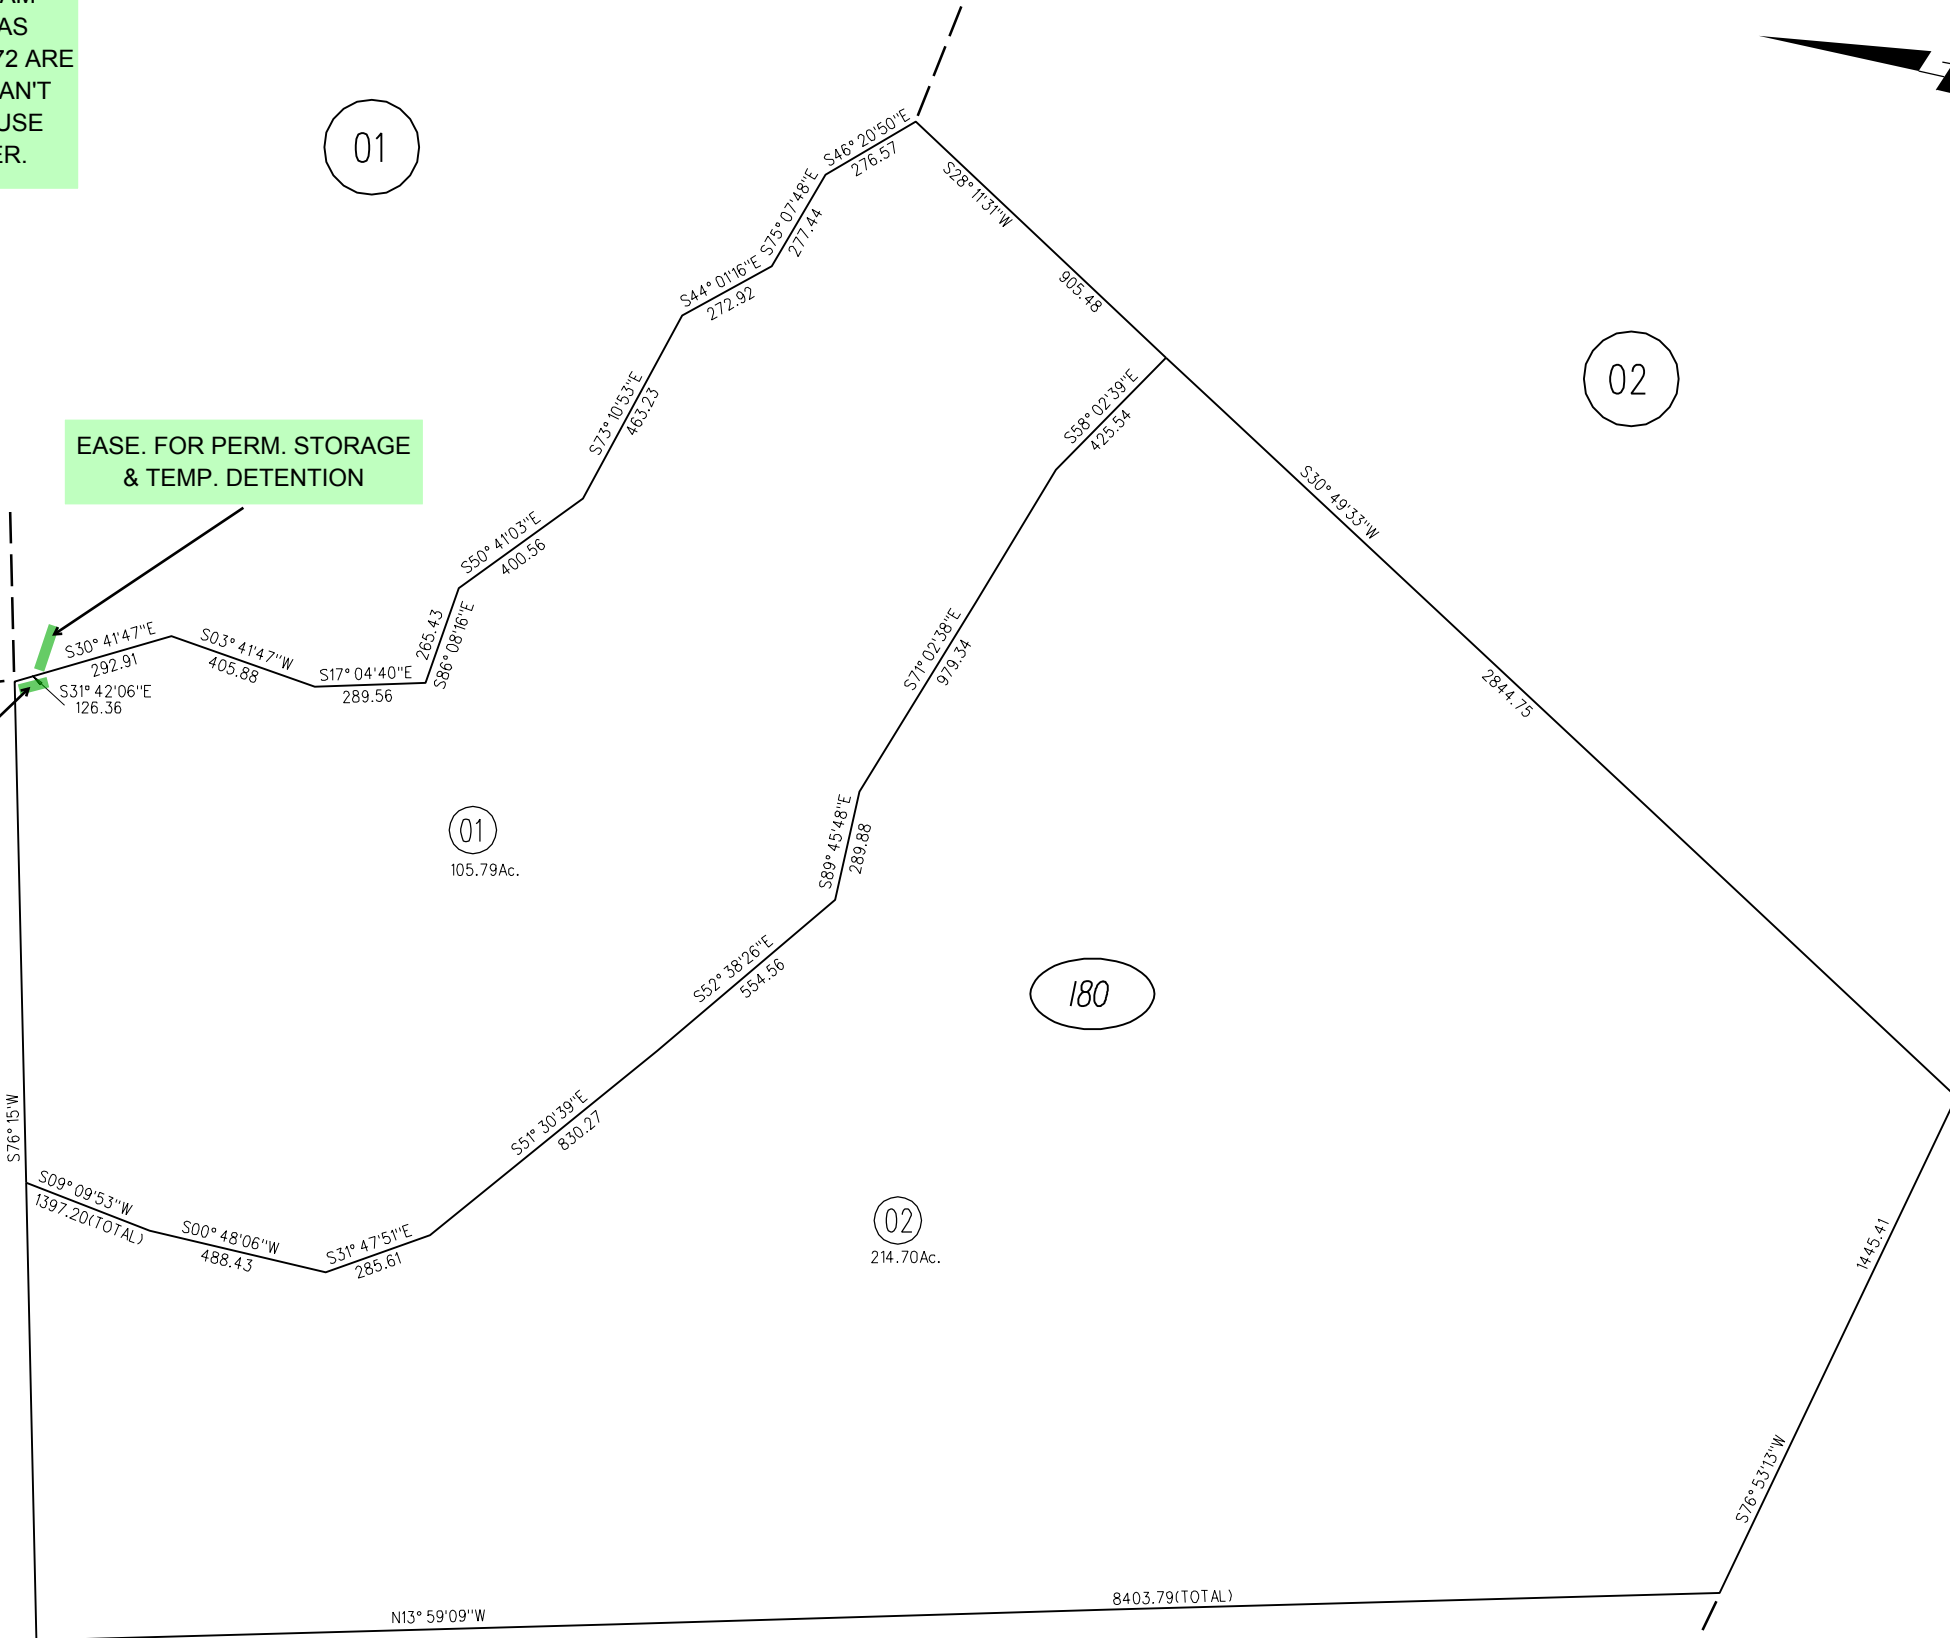 AS
72 ARE
AN'T
USE
ER.
01
S46° 20'50"E
276.57
S75° 07'48"E
277.44
S44° 01'16"E
272.92
S28° 11'31"W
905.48
02
S73° 10'53"E
463.23
S58° 02'39"E
425.54
EASE. FOR PERM. STORAGE
& TEMP. DETENTION
S30° 49'33"W
2844.75
S50° 41'03"E
400.56
S30° 41'47"E
292.91
S03° 41'47"W
405.88
265.43
S86° 08'16"E
S17° 04'40"E
289.56
S31° 42'06"E
126.36
S71° 02'38"E
979.34
01
105.79Ac.
S89° 45'48"E
289.88
S52° 38'26"E
554.56
180
S76° 15'W
S51° 30'39"E
830.27
S09° 09'53"W
1397.20(TOTAL)
S00° 48'06"W
488.43
S31° 47'51"E
285.61
02
214.70Ac.
1445.41
S76° 53'13"W
N13° 59'09"W
8403.79(TOTAL)